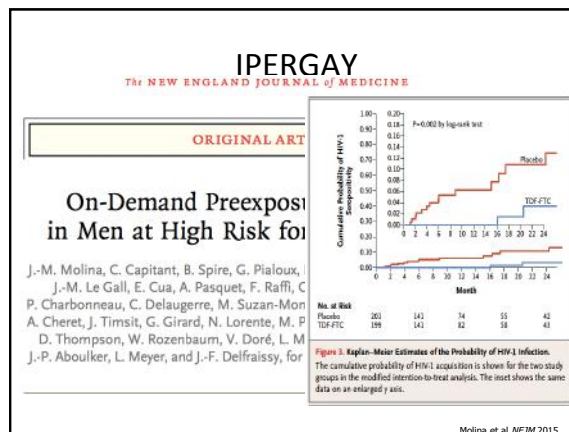 IPERGAY
The NEW ENGLAND JOURNAL of MEDICINE
ORIGINAL ART
On-Demand Preexposu
in Men at High Risk for
J.-M. Molina, C. Capitant, B. Spire, G. Pialoux,
J.-M. Le Gall, E. Cua, A. Pasquet, F. Raffi, C
P. Charbonneau, C. Delaugerre, M. Suzan-Mon
A. Cheret, J. Timsit, G. Girard, N. Lorente, M. P
D. Thompson, W. Rozenbaum, V. Doré, L. M
J.-P. Aboulker, L. Meyer, and J.-F. Delfraissy, for
Cumulative Probability of HIV-1
Seropositivity
1.00
0.90
0.80
0.70
0.60
0.50
0.40
0.30
0.20
0.10
0.00
0.20
0.18
0.16
0.14
0.12
0.10
0.08
0.06
0.04
0.02
0.00
P=0.002 by log-rank test
Placebo
TDF-FTC
0 2 4 6 8 10 12 14 16 18 20 22 24
0 2 4 6 8 10 12 14 16 18 20 22 24
Month
No. at Risk
Placebo 201 141 74 55 42
TDF-FTC 199 141 82 58 43
Figure 3. Kaplan–Meier Estimates of the Probability of HIV-1 Infection.
The cumulative probability of HIV-1 acquisition is shown for the two study
groups in the modified intention-to-treat analysis. The inset shows the same
data on an enlarged y axis.
Molina et al NEJM 2015